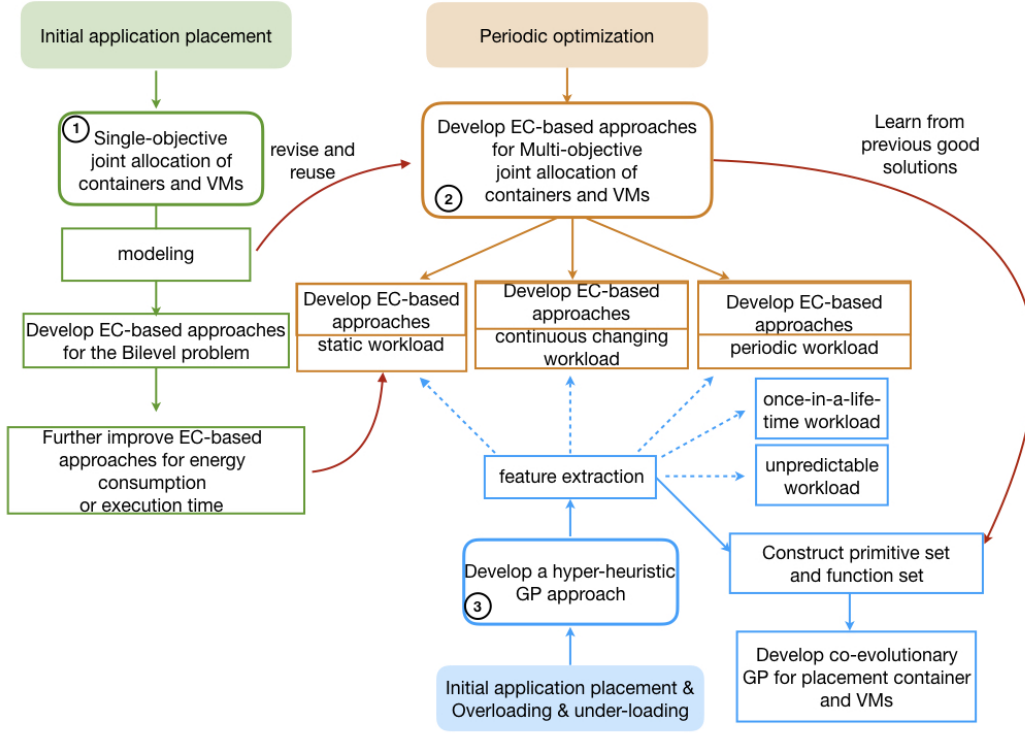 Initial application placement
Periodic optimization
1
Single-objective
joint allocation of
containers and VMs
revise and
reuse
Develop EC-based approaches
for Multi-objective
joint allocation of
containers and VMs
2
Learn from
previous good
solutions
modeling
Develop EC-based approaches
for the Bilevel problem
Develop EC-based
approaches
static workload
Develop EC-based
approaches
continuous changing
workload
Develop EC-based
approaches
periodic workload
Further improve EC-based
approaches for energy
consumption
or execution time
once-in-a-life-
time workload
feature extraction
unpredictable
workload
Develop a hyper-heuristic
GP approach
3
Construct primitive set
and function set
Initial application placement &
Overloading & under-loading
Develop co-evolutionary
GP for placement container
and VMs